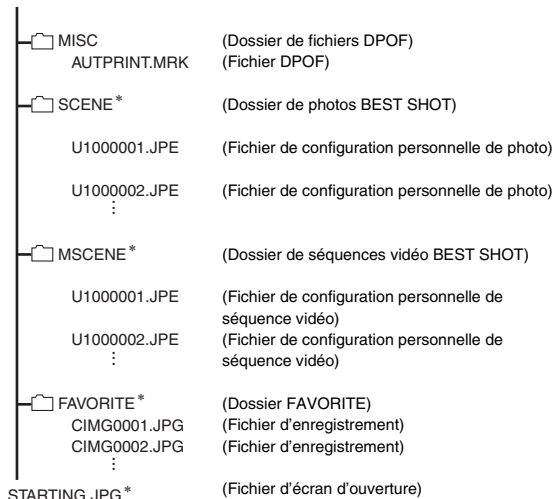 MISC (Dossier de fichiers DPOF)
AUTPRINT.MRK (Fichier DPOF)
SCENE* (Dossier de photos BEST SHOT)
U1000001.JPE (Fichier de configuration personnelle de photo)
U1000002.JPE (Fichier de configuration personnelle de photo)
MSCENE* (Dossier de séquences vidéo BEST SHOT)
U1000001.JPE (Fichier de configuration personnelle de
séquence vidéo)
U1000002.JPE (Fichier de configuration personnelle de
séquence vidéo)
FAVORITE* (Dossier FAVORITE)
CIMG0001.JPG (Fichier d'enregistrement)
CIMG0002.JPG (Fichier d'enregistrement)
STARTING.JPG* (Fichier d'écran d'ouverture)